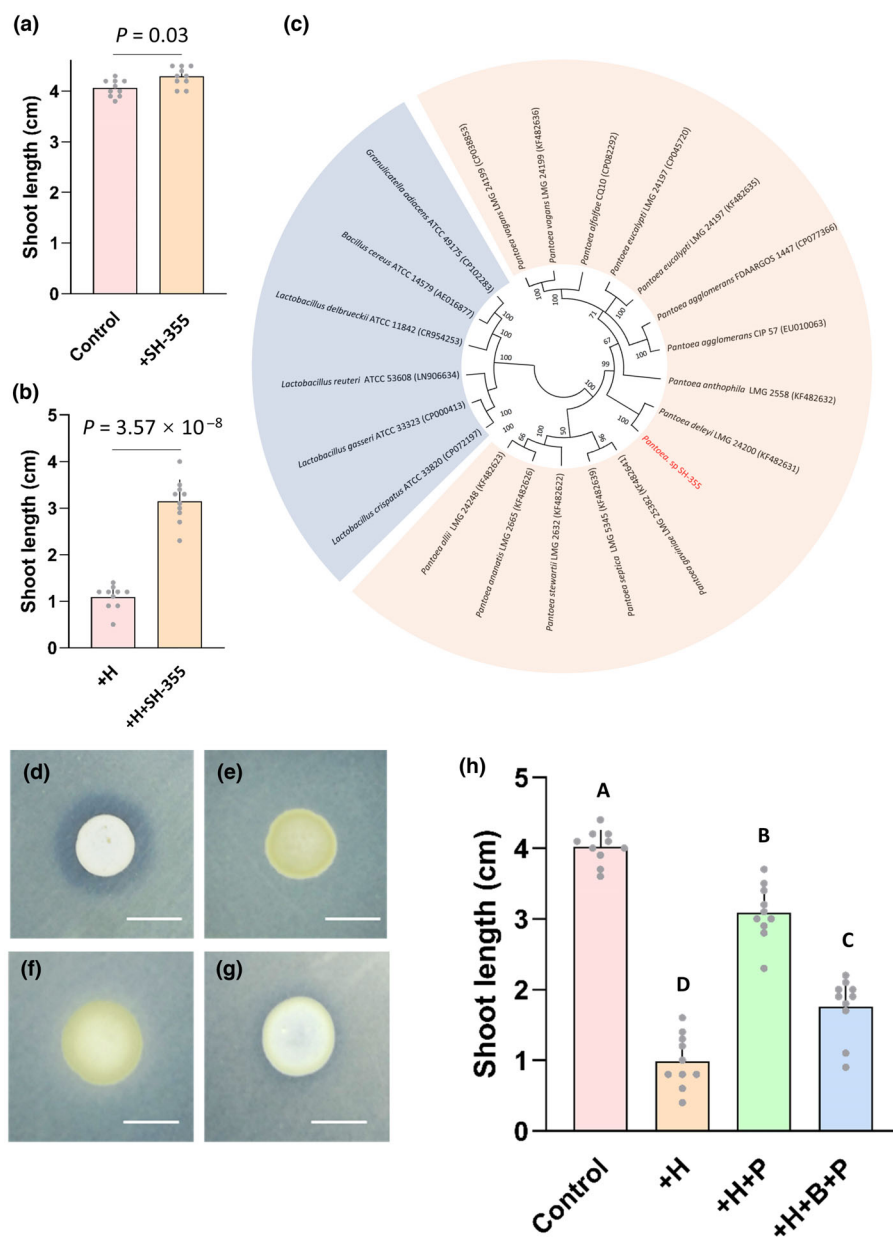 (a)
P = 0.03
Shoot length (cm)
4
3
2
1
0
Control
+SH-355
(b)
P = 3.57 × 10⁻⁸
Shoot length (cm)
5
4
3
2
1
0
+H
+H+SH-355
(c)
Pantoea vagans LMG 24199 (CP038853)
Pantoea vagans LMG 24199 (KF482636)
Pantoea alfalfae CQ10 (CP082292)
Pantoea eucalypti LMG 24197 (CP045720)
Pantoea eucalypti LMG 24197 (KF482635)
Pantoea agglomerans FDAARGOS 1447 (CP077366)
Pantoea agglomerans CIP 57 (EU010063)
Pantoea anthophila LMG 2558 (KF482632)
Pantoea deleyi LMG 24200 (KF482631)
Pantoea. sp SH-355
Pantoea gaviniae LMG 25382 (KF482641)
Pantoea septica LMG 5345 (KF482639)
Pantoea stewartii LMG 2632 (KF482622)
Pantoea ananatis LMG 2665 (KF482626)
Pantoea allii LMG 24248 (KF482623)
Lactobacillus crispatus ATCC 33820 (CP072197)
Lactobacillus gasseri ATCC 33323 (CP000413)
Lactobacillus reuteri ATCC 53608 (LN906634)
Lactobacillus delbrueckii ATCC 11842 (CR954253)
Bacillus cereus ATCC 14579 (AE016877)
Granulicatella adiacens ATCC 49175 (CP102283)
100
100
71
100
67
100
99
100
100
96
50
100
66
100
100
100
100
100
(d)
(e)
(f)
(g)
(h)
Shoot length (cm)
5
4
3
2
1
0
A
D
B
C
Control
+H
+H+P
+H+B+P